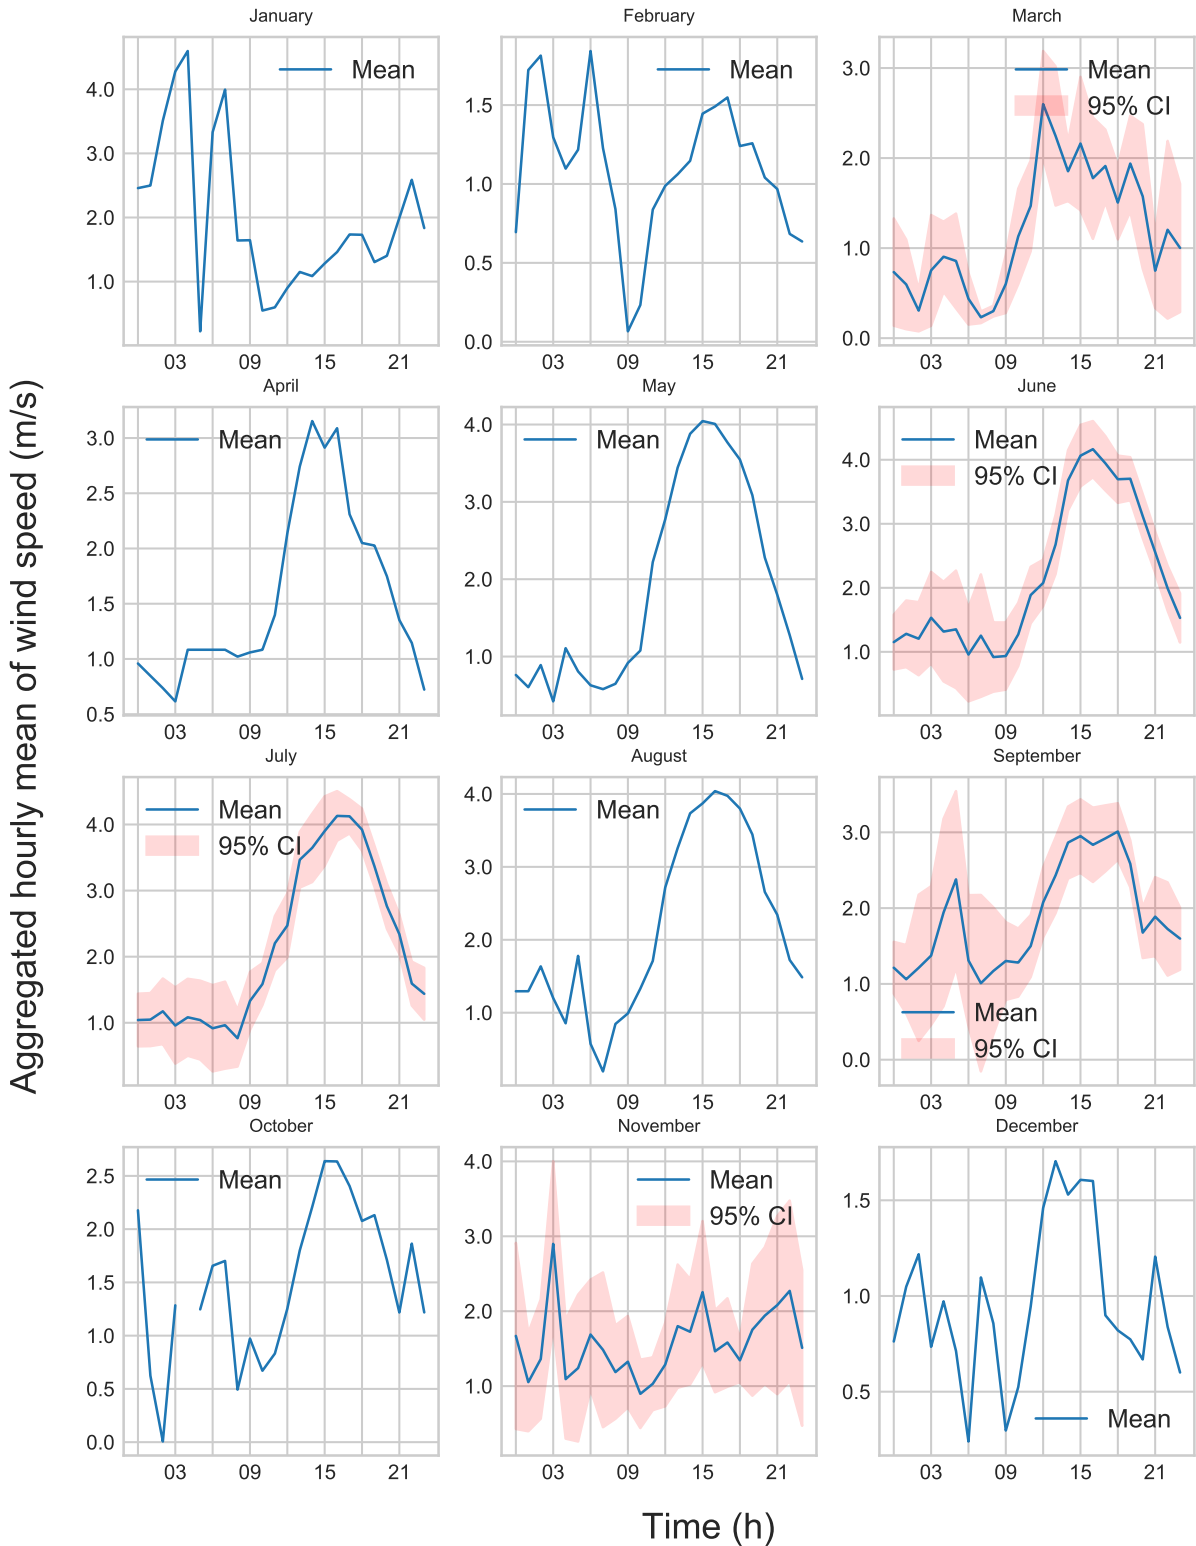 January
4.0
3.0
2.0
1.0
03 09 15 21
Mean
February
1.5
1.0
0.5
0.0
03 09 15 21
Mean
March
3.0
2.0
1.0
0.0
03 09 15 21
Mean
95% CI
April
3.0
2.5
2.0
1.5
1.0
0.5
03 09 15 21
Mean
May
4.0
3.0
2.0
1.0
03 09 15 21
Mean
June
4.0
3.0
2.0
1.0
03 09 15 21
Mean
95% CI
July
4.0
3.0
2.0
1.0
03 09 15 21
Mean
95% CI
August
4.0
3.0
2.0
1.0
03 09 15 21
Mean
September
3.0
2.0
1.0
0.0
03 09 15 21
Mean
95% CI
October
2.5
2.0
1.5
1.0
0.5
0.0
03 09 15 21
Mean
November
4.0
3.0
2.0
1.0
03 09 15 21
Mean
95% CI
December
1.5
1.0
0.5
03 09 15 21
Mean
Aggregated hourly mean of wind speed (m/s)
Time (h)